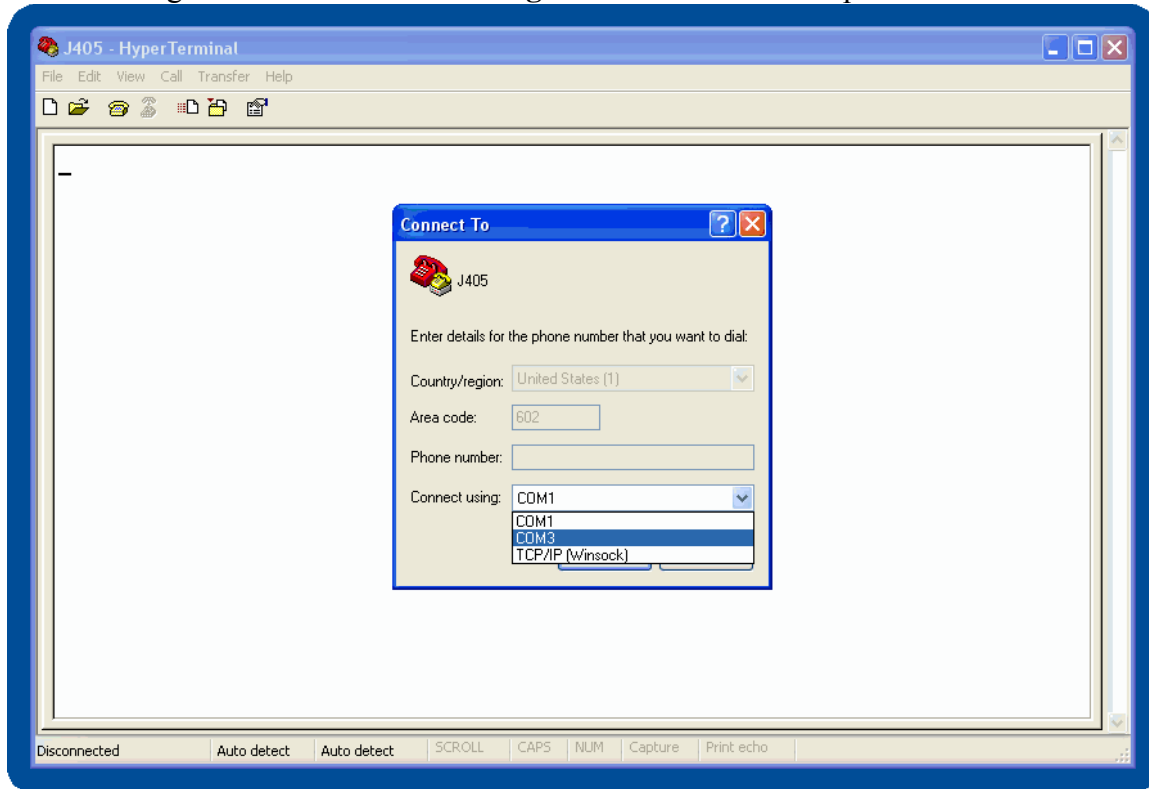 J405 - HyperTerminal
File Edit View Call Transfer Help
Connect To
J405
Enter details for the phone number that you want to dial:
Country/region: United States (1)
Area code: 602
Phone number:
Connect using: COM1
COM1
COM3
TCP/IP (Winsock)
Disconnected Auto detect Auto detect SCROLL CAPS NUM Capture Print echo